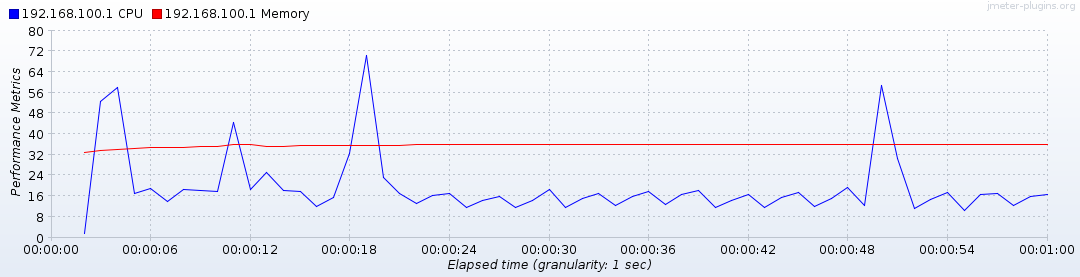 jmeter-plugins.org
192.168.100.1 CPU 192.168.100.1 Memory
Performance Metrics
80
72
64
56
48
40
32
24
16
8
0
00:00:00 00:00:06 00:00:12 00:00:18 00:00:24 00:00:30 00:00:36 00:00:42 00:00:48 00:00:54 00:01:00
Elapsed time (granularity: 1 sec)